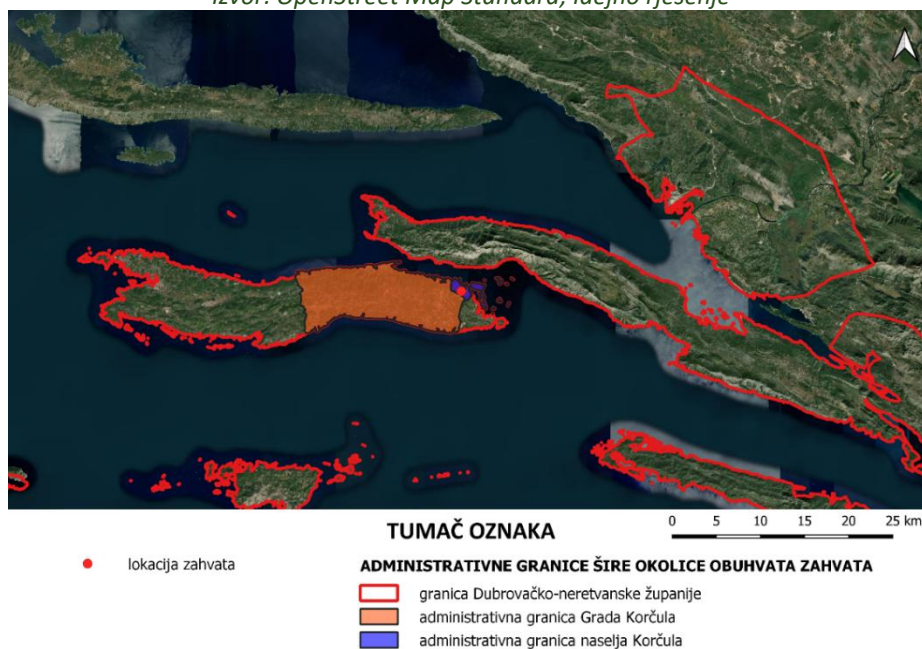 Izvor: OpenStreet Map Standard, Idejno rješenje
TUMAČ OZNAKA
0 5 10 15 20 25 km
lokacija zahvata
ADMINISTRATIVNE GRANICE ŠIRE OKOLICE OBUHVATA ZAHVATA
granica Dubrovačko-neretvanske županije
administrativna granica Grada Korčula
administrativna granica naselja Korčula